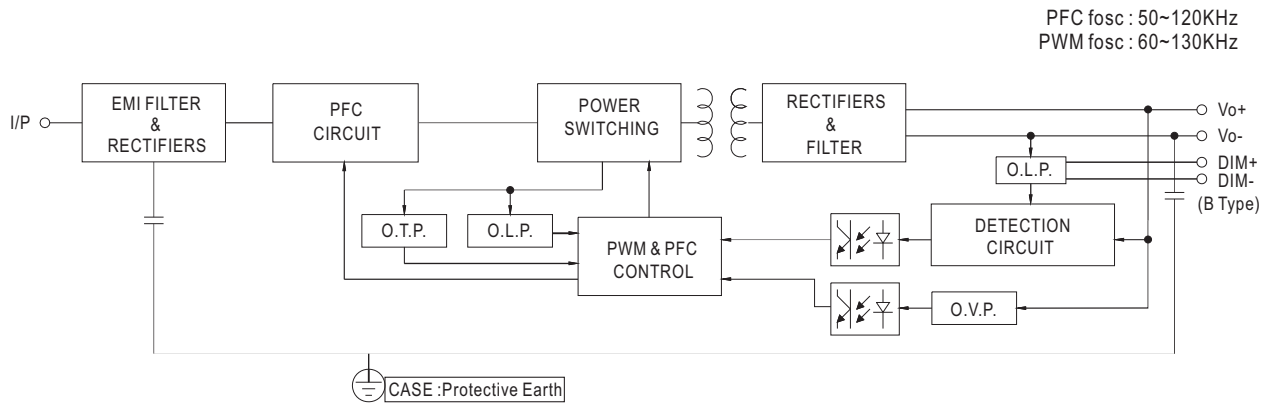 PFC fosc : 50~120KHz
PWM fosc : 60~130KHz
I/P
EMI FILTER
&
RECTIFIERS
PFC
CIRCUIT
POWER
SWITCHING
RECTIFIERS
&
FILTER
Vo+
Vo-
DIM+
DIM-
(B Type)
O.L.P.
O.T.P.
O.L.P.
PWM & PFC
CONTROL
DETECTION
CIRCUIT
O.V.P.
CASE :Protective Earth